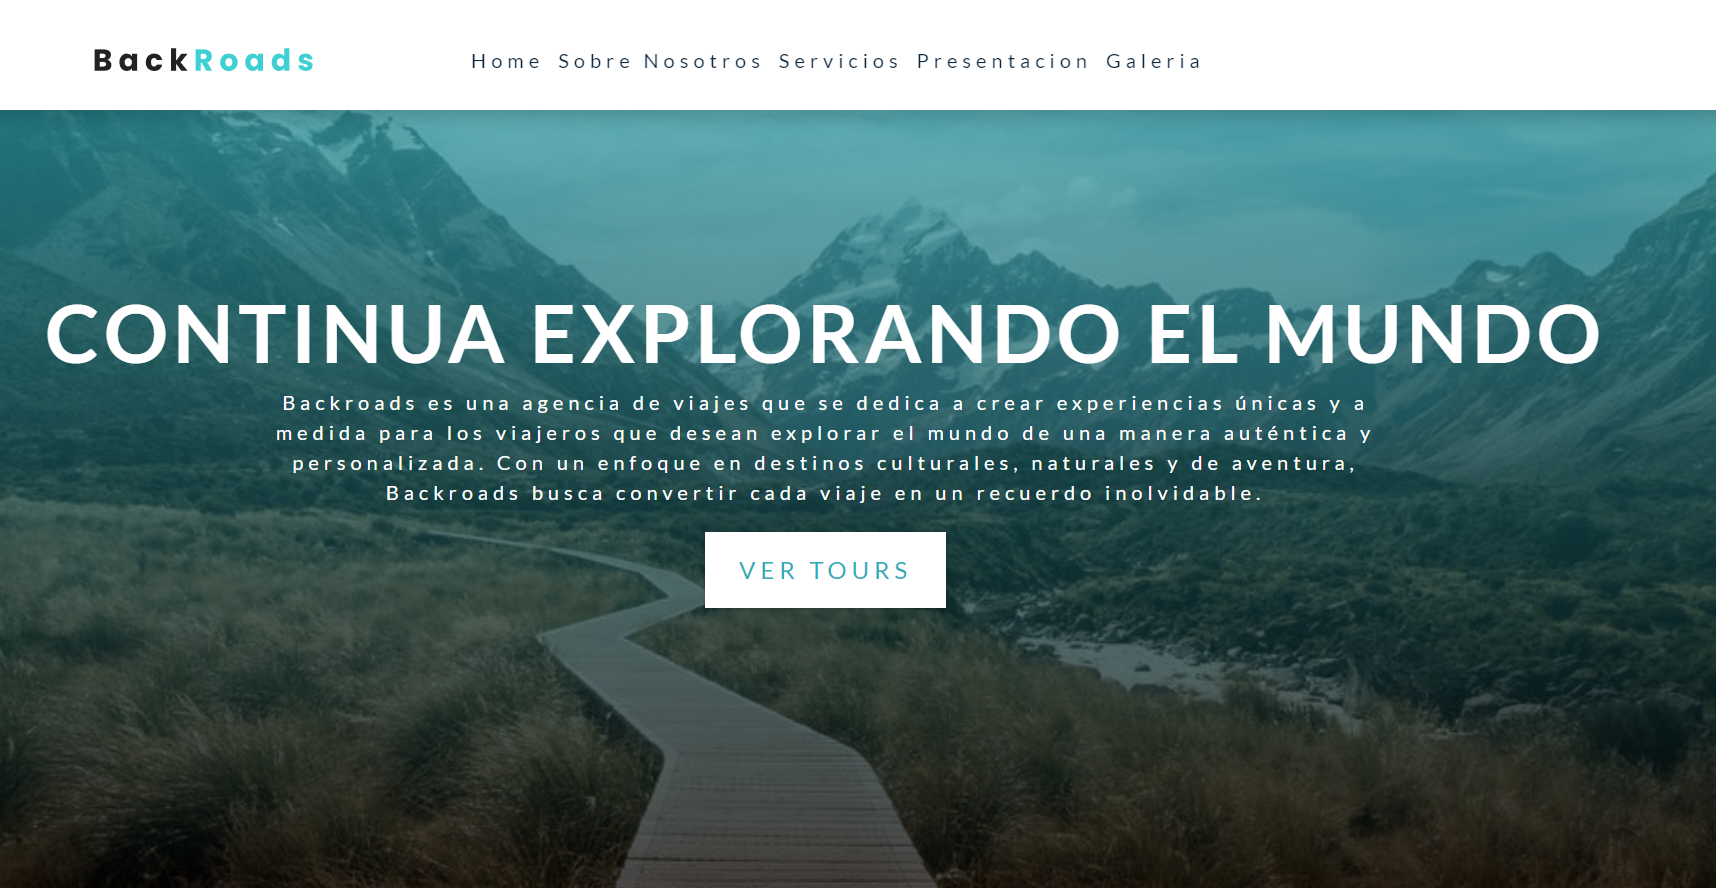 BackRoads
Home Sobre Nosotros Servicios Presentacion Galeria
CONTINUA EXPLORANDO EL MUNDO
Backroads es una agencia de viajes que se dedica a crear experiencias únicas y a
medida para los viajeros que desean explorar el mundo de una manera auténtica y
personalizada. Con un enfoque en destinos culturales, naturales y de aventura,
Backroads busca convertir cada viaje en un recuerdo inolvidable.
VER TOURS